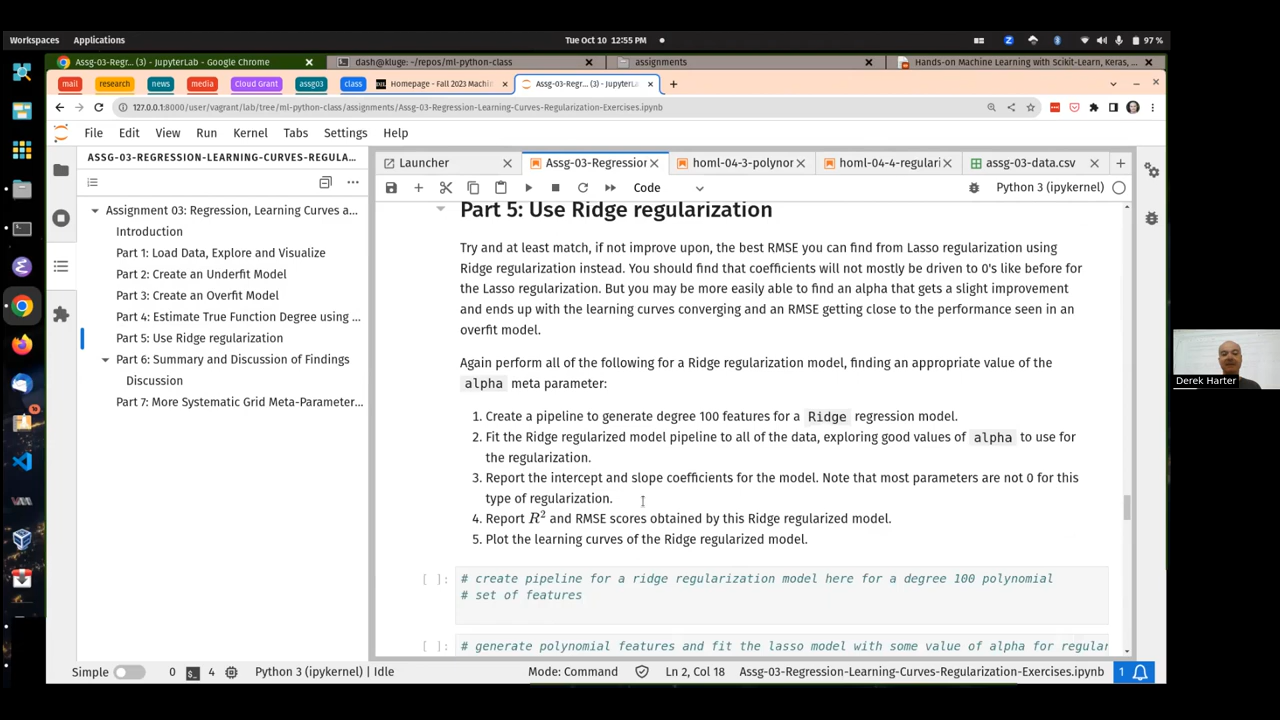 Workspaces Applications Tue Oct 10 12:55 PM 97 %
Assg-03-Reg... (3) - JupyterLab - Google Chrome dash@kluge: ~/repos/ml-python-class assignments Hands-on Machine Learning with Scikit-Learn, Keras, ...
mail research news media Cloud Grant assg03 class Homepage - Fall 2023 Machi Assg-03-Regr... (3) - JupyterL
127.0.0.1:8000/user/vagrant/lab/tree/ml-python-class/assignments/Assg-03-Regression-Learning-Curves-Regularization-Exercises.ipynb
File Edit View Run Kernel Tabs Settings Help
ASSG-03-REGRESSION-LEARNING-CURVES-REGULA...
Launcher Assg-03-Regression homl-04-3-polynor homl-04-4-regulari assg-03-data.csv
Code Python 3 (ipykernel)
Assignment 03: Regression, Learning Curves a...
Introduction
Part 1: Load Data, Explore and Visualize
Part 2: Create an Underfit Model
Part 3: Create an Overfit Model
Part 4: Estimate True Function Degree using ...
Part 5: Use Ridge regularization
Part 6: Summary and Discussion of Findings
Discussion
Part 7: More Systematic Grid Meta-Parameter...
Part 5: Use Ridge regularization
Try and at least match, if not improve upon, the best RMSE you can find from Lasso regularization using
Ridge regularization instead. You should find that coefficients will not mostly be driven to 0's like before for
the Lasso regularization. But you may be more easily able to find an alpha that gets a slight improvement
and ends up with the learning curves converging and an RMSE getting close to the performance seen in an
overfit model.
Again perform all of the following for a Ridge regularization model, finding an appropriate value of the
alpha meta parameter:
1. Create a pipeline to generate degree 100 features for a Ridge regression model.
2. Fit the Ridge regularized model pipeline to all of the data, exploring good values of alpha to use for
the regularization.
3. Report the intercept and slope coefficients for the model. Note that most parameters are not 0 for this
type of regularization.
4. Report R² and RMSE scores obtained by this Ridge regularized model.
5. Plot the learning curves of the Ridge regularized model.
[ ]: # create pipeline for a ridge regularization model here for a degree 100 polynomial
# set of features
[ ]: # generate polynomial features and fit the lasso model with some value of alpha for regular
Simple 0 4 Python 3 (ipykernel) | Idle Mode: Command Ln 2, Col 18 Assg-03-Regression-Learning-Curves-Regularization-Exercises.ipynb 1
Derek Harter